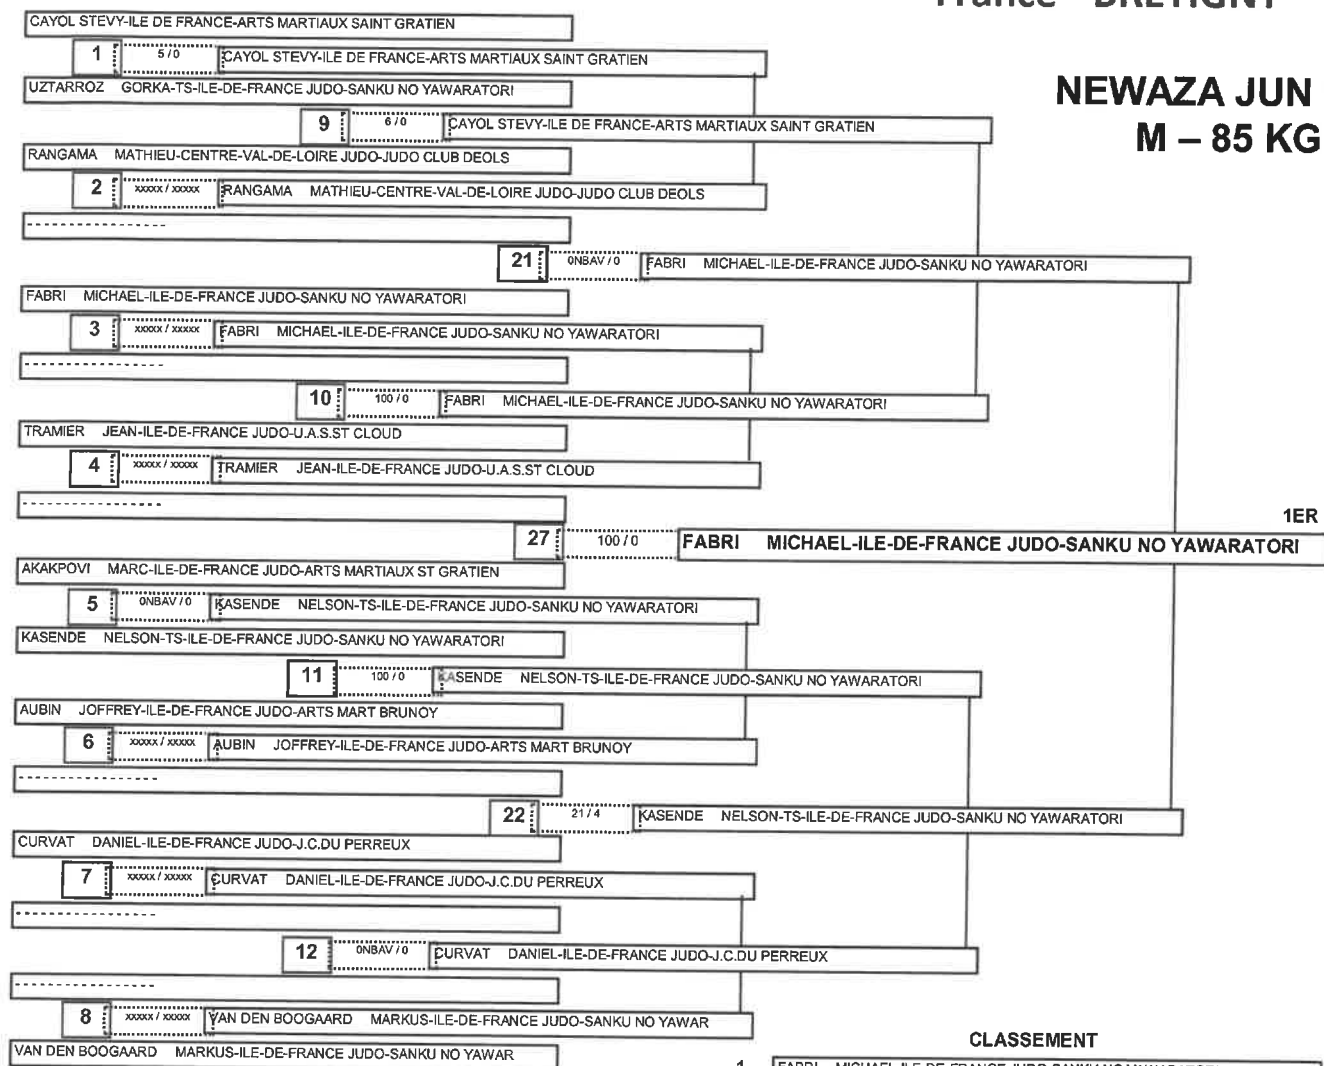 France - BRETIGNY
NEWAZA JUN
M – 85 KG
CAYOL STEVY-ILE DE FRANCE-ARTS MARTIAUX SAINT GRATIEN
1 5 / 0 CAYOL STEVY-ILE DE FRANCE-ARTS MARTIAUX SAINT GRATIEN
UZTARROZ GORKA-TS-ILE-DE-FRANCE JUDO-SANKU NO YAWARATORI
9 6 / 0 CAYOL STEVY-ILE DE FRANCE-ARTS MARTIAUX SAINT GRATIEN
RANGAMA MATHIEU-CENTRE-VAL-DE-LOIRE JUDO-JUDO CLUB DEOLS
2 xxxxx / xxxxx RANGAMA MATHIEU-CENTRE-VAL-DE-LOIRE JUDO-JUDO CLUB DEOLS
----------------
21 0NBAV / 0 FABRI MICHAEL-ILE-DE-FRANCE JUDO-SANKU NO YAWARATORI
FABRI MICHAEL-ILE-DE-FRANCE JUDO-SANKU NO YAWARATORI
3 xxxxx / xxxxx FABRI MICHAEL-ILE-DE-FRANCE JUDO-SANKU NO YAWARATORI
----------------
10 100 / 0 FABRI MICHAEL-ILE-DE-FRANCE JUDO-SANKU NO YAWARATORI
TRAMIER JEAN-ILE-DE-FRANCE JUDO-U.A.S.ST CLOUD
4 xxxxx / xxxxx TRAMIER JEAN-ILE-DE-FRANCE JUDO-U.A.S.ST CLOUD
----------------
1ER
27 100 / 0 FABRI MICHAEL-ILE-DE-FRANCE JUDO-SANKU NO YAWARATORI
AKAKPOVI MARC-ILE-DE-FRANCE JUDO-ARTS MARTIAUX ST GRATIEN
5 0NBAV / 0 KASENDE NELSON-TS-ILE-DE-FRANCE JUDO-SANKU NO YAWARATORI
KASENDE NELSON-TS-ILE-DE-FRANCE JUDO-SANKU NO YAWARATORI
11 100 / 0 KASENDE NELSON-TS-ILE-DE-FRANCE JUDO-SANKU NO YAWARATORI
AUBIN JOFFREY-ILE-DE-FRANCE JUDO-ARTS MART BRUNOY
6 xxxxx / xxxxx AUBIN JOFFREY-ILE-DE-FRANCE JUDO-ARTS MART BRUNOY
----------------
22 21 / 4 KASENDE NELSON-TS-ILE-DE-FRANCE JUDO-SANKU NO YAWARATORI
CURVAT DANIEL-ILE-DE-FRANCE JUDO-J.C.DU PERREUX
7 xxxxx / xxxxx CURVAT DANIEL-ILE-DE-FRANCE JUDO-J.C.DU PERREUX
----------------
12 0NBAV / 0 CURVAT DANIEL-ILE-DE-FRANCE JUDO-J.C.DU PERREUX
----------------
8 xxxxx / xxxxx VAN DEN BOOGAARD MARKUS-ILE-DE-FRANCE JUDO-SANKU NO YAWAR
VAN DEN BOOGAARD MARKUS-ILE-DE-FRANCE JUDO-SANKU NO YAWAR
CLASSEMENT
1 FABRI MICHAEL-ILE-DE-FRANCE JUDO-SANKU NO YAWARATORI